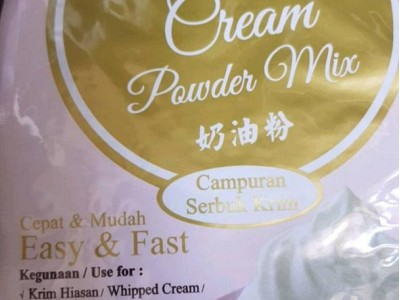 Cream
Powder Mix
奶油粉
Campuran
Serbuk Krim
Cepat & Mudah
Easy & Fast
Kegunaan / Use for :
√ Krim Hiasan / Whipped Cream /